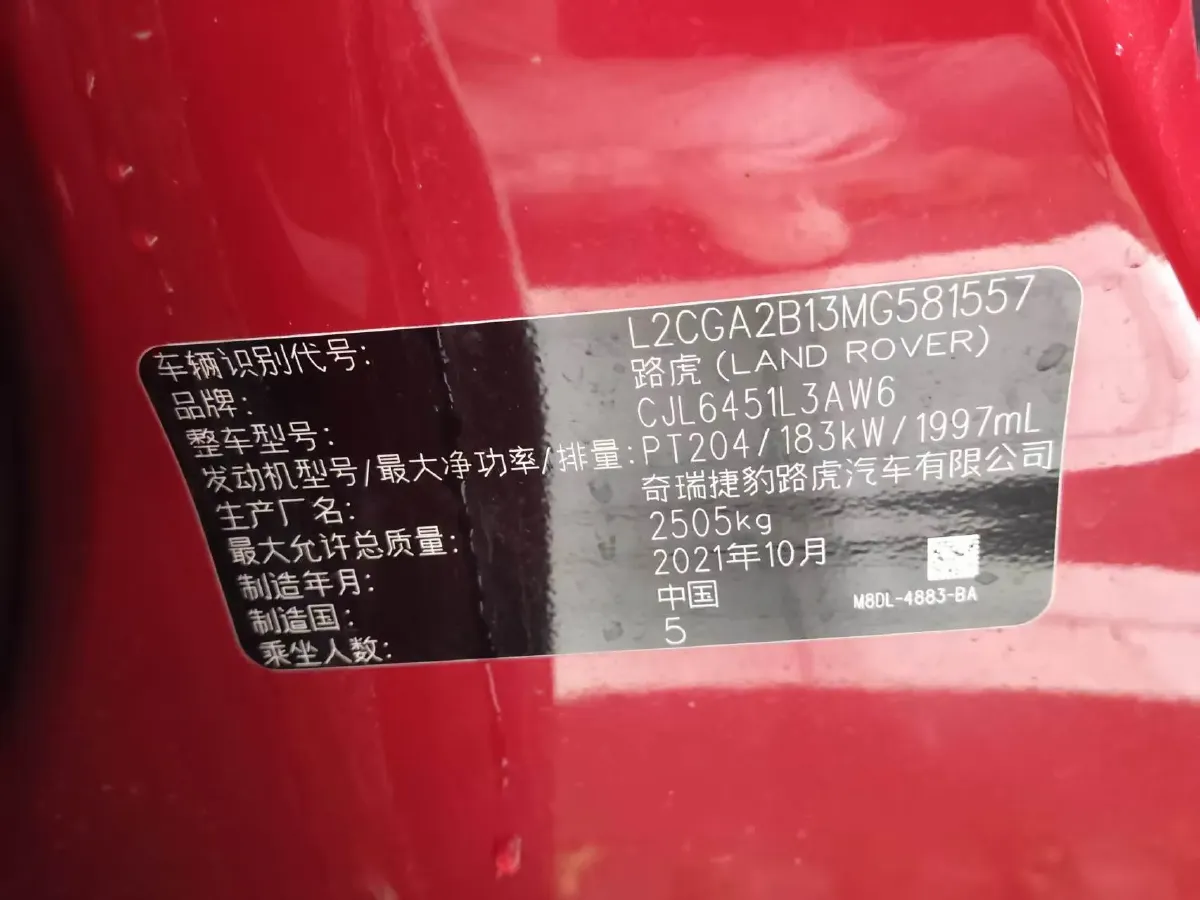 车辆识别代号: L2CGA2B13MG581557
品牌: 路虎(LAND ROVER)
整车型号: CJL6451L3AW6
发动机型号/最大净功率/排量: PT204/183kW/1997mL
生产厂名: 奇瑞捷豹路虎汽车有限公司
最大允许总质量: 2505kg
制造年月: 2021年10月
制造国: 中国
乘坐人数: 5
M8DL-4883-BA